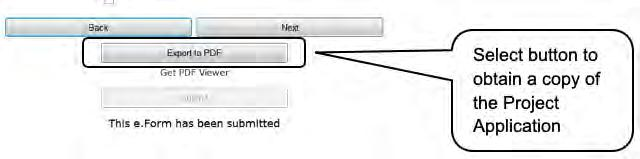 Back
Next
Export to PDF
Get PDF Viewer
Submit
This e.Form has been submitted
Select button to
obtain a copy of
the Project
Application